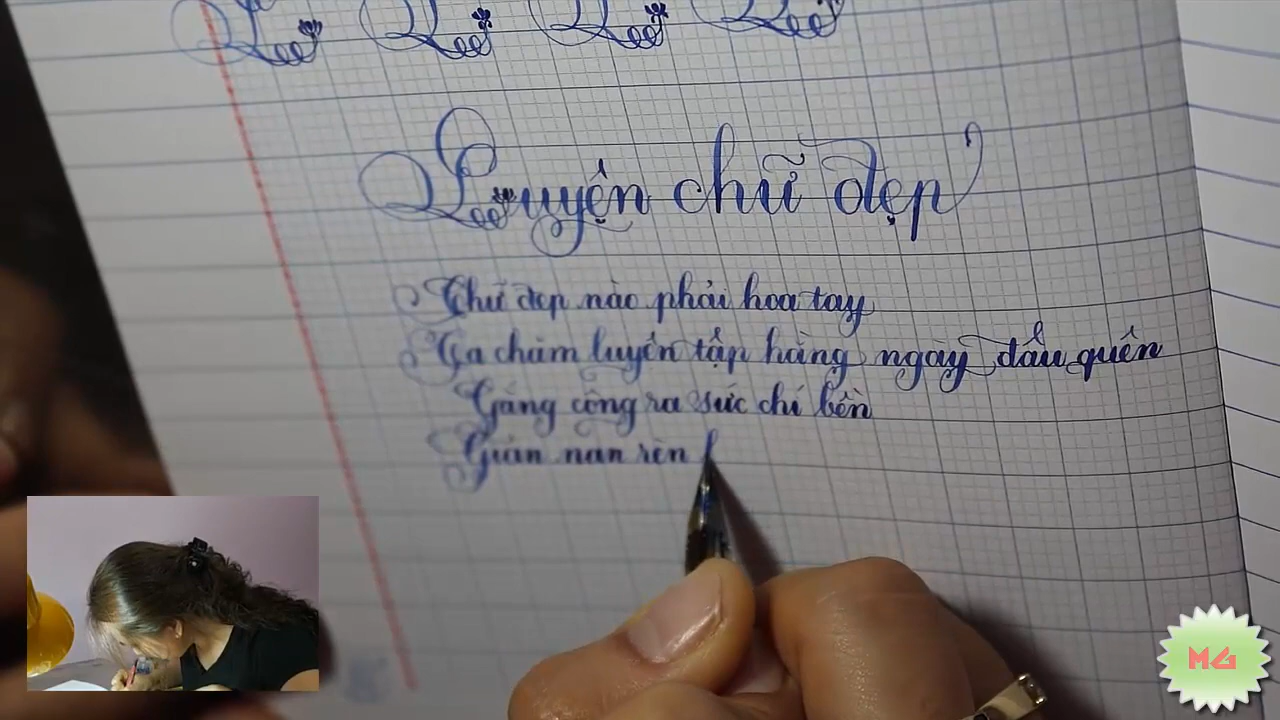 Luyện chữ đẹp
Chữ đẹp nào phải hoa tay
Ta chăm luyện tập hằng ngày đấu quên
Gắng công ra sức chí bền
Gian nan rèn l
MG